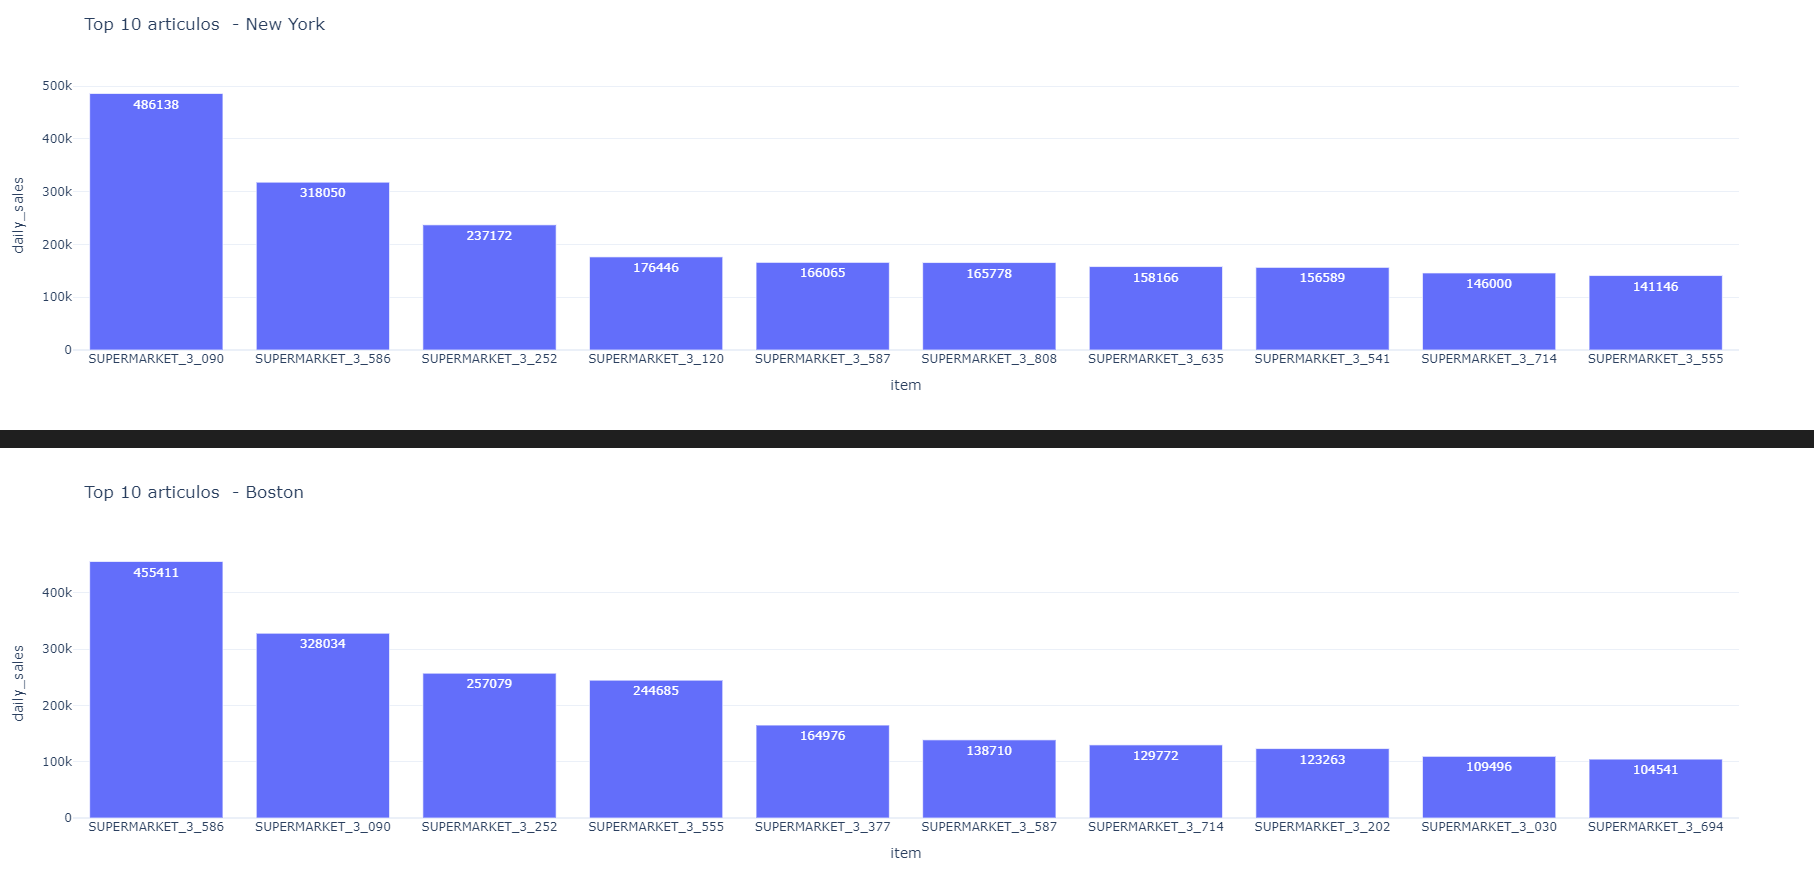 Top 10 articulos  - New York
500k
400k
300k
200k
100k
0
daily_sales
486138 318050 237172 176446 166065 165778 158166 156589 146000 141146
SUPERMARKET_3_090 SUPERMARKET_3_586 SUPERMARKET_3_252 SUPERMARKET_3_120 SUPERMARKET_3_587 SUPERMARKET_3_808 SUPERMARKET_3_635 SUPERMARKET_3_541 SUPERMARKET_3_714 SUPERMARKET_3_555
item
Top 10 articulos  - Boston
400k
300k
200k
100k
0
daily_sales
455411 328034 257079 244685 164976 138710 129772 123263 109496 104541
SUPERMARKET_3_586 SUPERMARKET_3_090 SUPERMARKET_3_252 SUPERMARKET_3_555 SUPERMARKET_3_377 SUPERMARKET_3_587 SUPERMARKET_3_714 SUPERMARKET_3_202 SUPERMARKET_3_030 SUPERMARKET_3_694
item